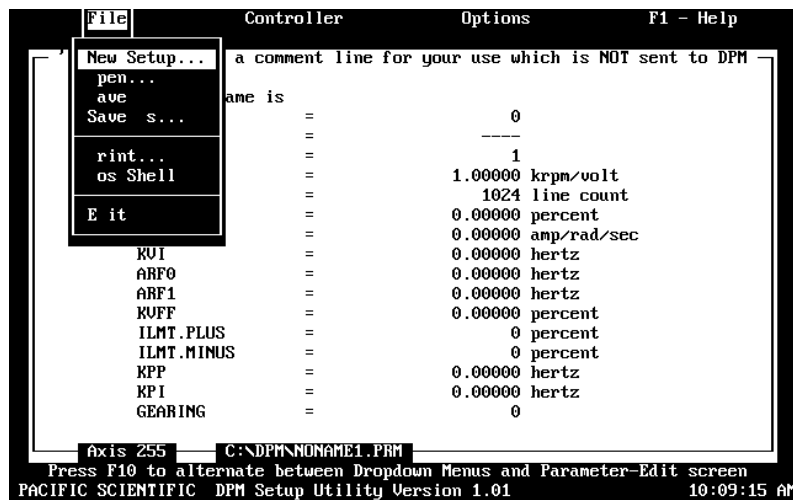 File Controller Options F1 - Help
New Setup... a comment line for your use which is NOT sent to DPM
pen...
ave ame is
Save s... = 0
= ----
rint... = 1
os Shell = 1.00000 krpm/volt
= 1024 line count
E it = 0.00000 percent
= 0.00000 amp/rad/sec
KVI = 0.00000 hertz
ARF0 = 0.00000 hertz
ARF1 = 0.00000 hertz
KVFF = 0.00000 percent
ILMT.PLUS = 0 percent
ILMT.MINUS = 0 percent
KPP = 0.00000 hertz
KPI = 0.00000 hertz
GEARING = 0
Axis 255 C:\DPM\NONAME1.PRM
Press F10 to alternate between Dropdown Menus and Parameter-Edit screen
PACIFIC SCIENTIFIC DPM Setup Utility Version 1.01 10:09:15 AM